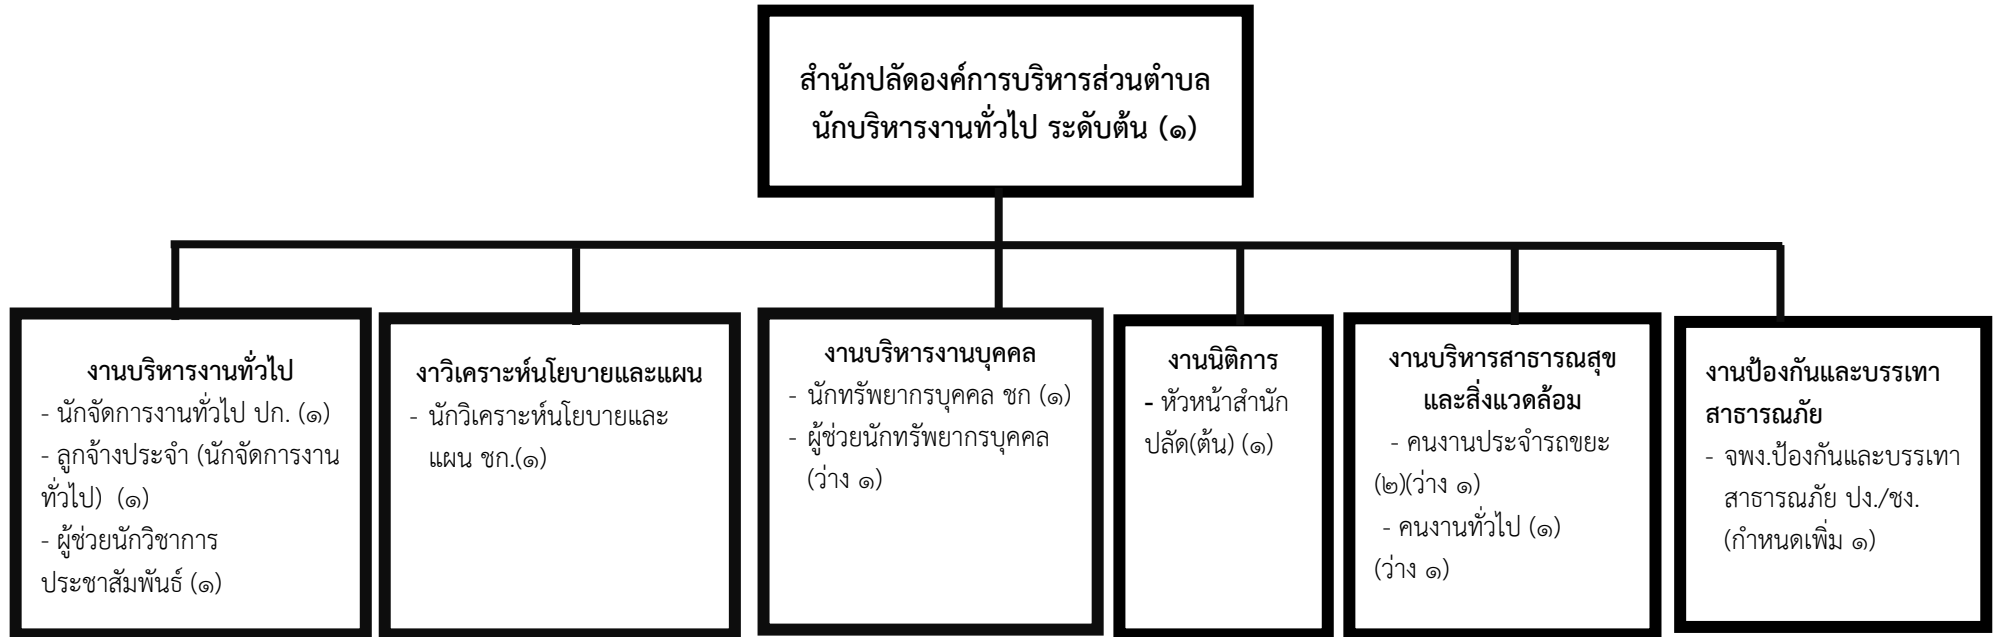 สำนักปลัดองค์การบริหารส่วนตำบล
นักบริหารงานทั่วไป ระดับต้น (๑)
งานบริหารงานทั่วไป
- นักจัดการงานทั่วไป ปก. (๑)
- ลูกจ้างประจำ (นักจัดการงาน
ทั่วไป) (๑)
- ผู้ช่วยนักวิชาการ
ประชาสัมพันธ์ (๑)
งาวิเคราะห์นโยบายและแผน
- นักวิเคราะห์นโยบายและ
แผน ชก.(๑)
งานบริหารงานบุคคล
- นักทรัพยากรบุคคล ชก (๑)
- ผู้ช่วยนักทรัพยากรบุคคล
(ว่าง ๑)
งานนิติการ
- หัวหน้าสำนัก
ปลัด(ต้น) (๑)
งานบริหารสาธารณสุข
และสิ่งแวดล้อม
- คนงานประจำรถขยะ
(๒)(ว่าง ๑)
- คนงานทั่วไป (๑)
(ว่าง ๑)
งานป้องกันและบรรเทา
สาธารณภัย
- จพง.ป้องกันและบรรเทา
สาธารณภัย ปง./ชง.
(กำหนดเพิ่ม ๑)